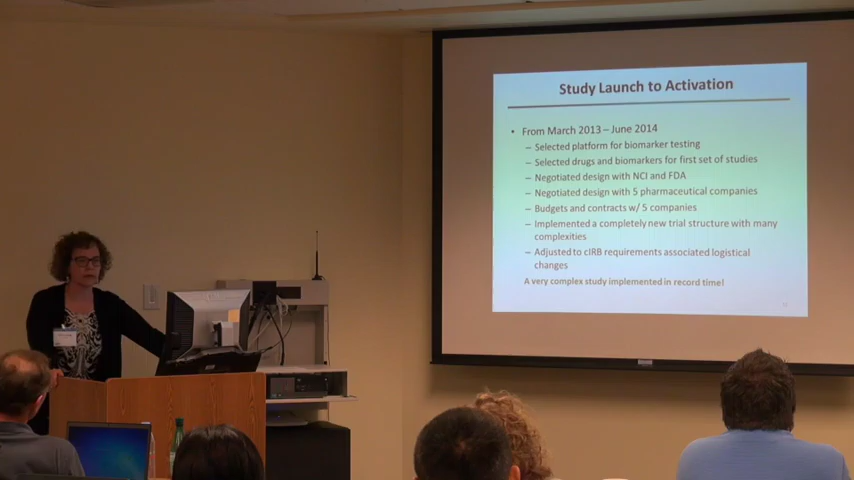 Study Launch to Activation
• From March 2013 – June 2014
– Selected platform for biomarker testing
– Selected drugs and biomarkers for first set of studies
– Negotiated design with NCI and FDA
– Negotiated design with 5 pharmaceutical companies
– Budgets and contracts w/ 5 companies
– Implemented a completely new trial structure with many
complexities
– Adjusted to cIRB requirements associated logistical
changes
A very complex study implemented in record time!